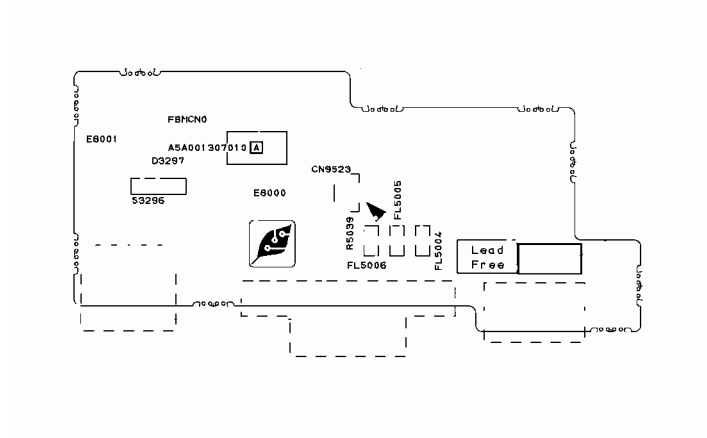 FBMCN0
E8001
A5A001307010 A
D3297
S3296
CN9523
E8000
FL5005
R5039
FL5004
FL5006
Lead
Free